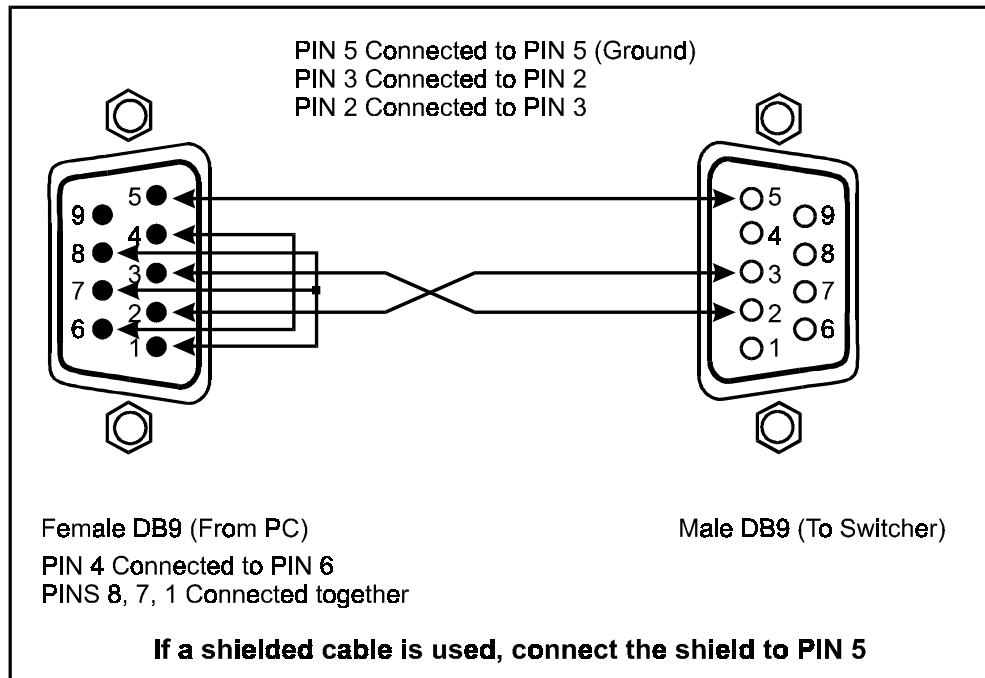 PIN 5 Connected to PIN 5 (Ground)
PIN 3 Connected to PIN 2
PIN 2 Connected to PIN 3
5
9
4
8
3
7
2
6
1
5
9
4
8
3
7
2
6
1
Female DB9 (From PC)
Male DB9 (To Switcher)
PIN 4 Connected to PIN 6
PINS 8, 7, 1 Connected together
If a shielded cable is used, connect the shield to PIN 5